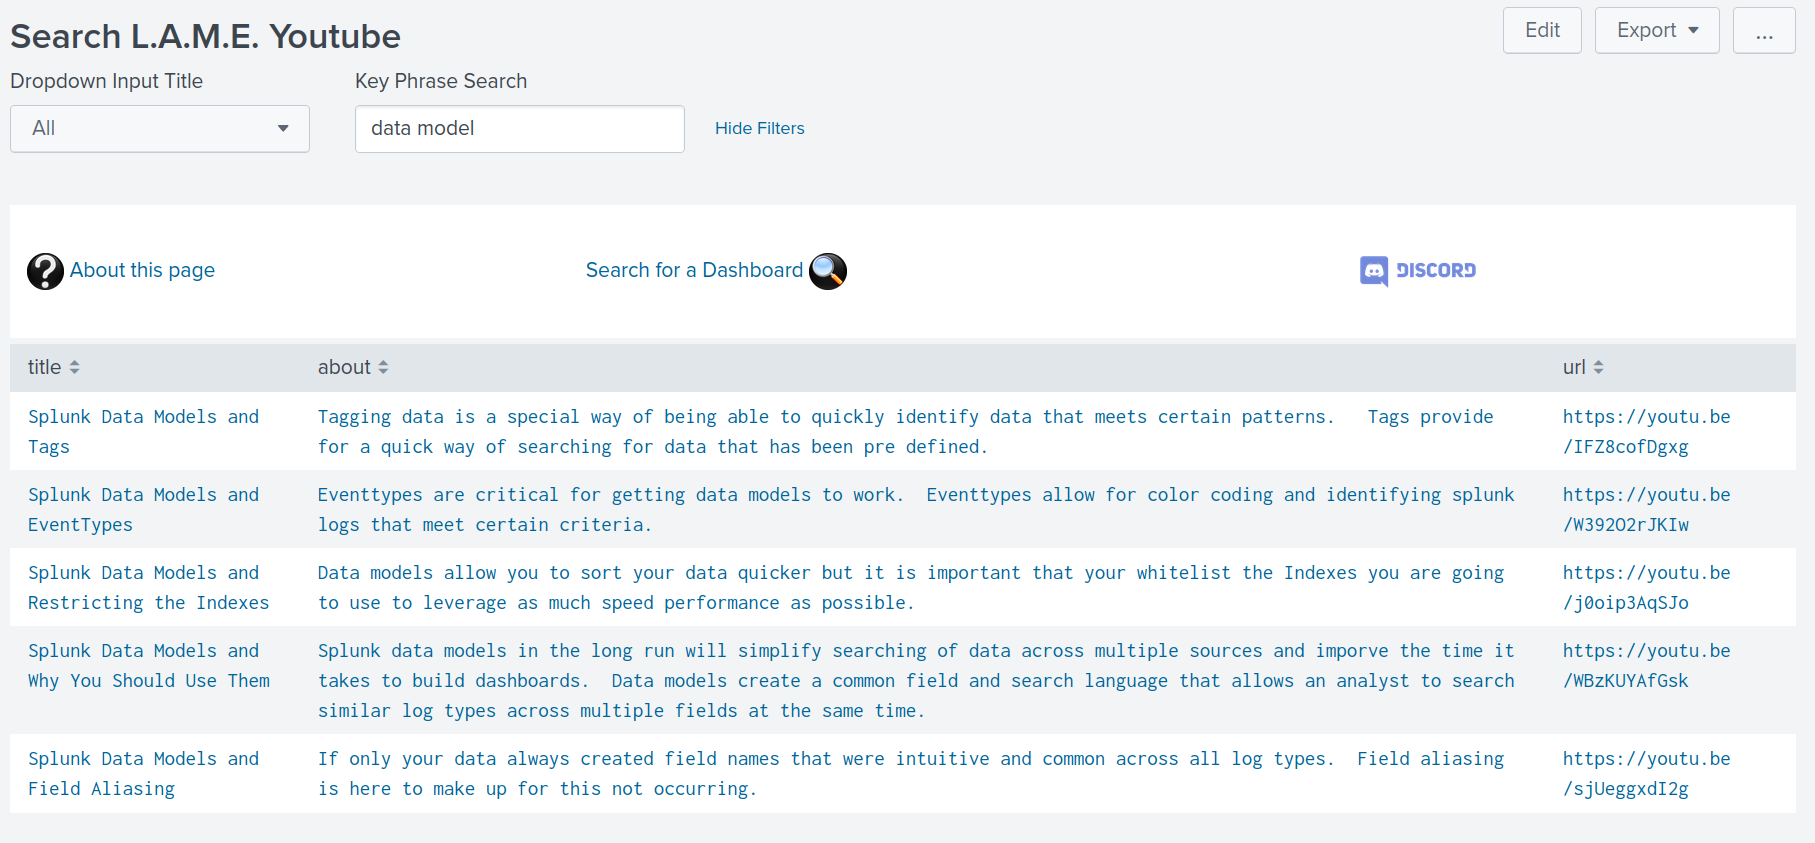 Search L.A.M.E. Youtube
Edit
Export
...
Dropdown Input Title
Key Phrase Search
All
data model
Hide Filters
About this page
Search for a Dashboard
DISCORD
title
about
url
Splunk Data Models and
Tags
Tagging data is a special way of being able to quickly identify data that meets certain patterns.   Tags provide
for a quick way of searching for data that has been pre defined.
https://youtu.be
/IFZ8cofDgxg
Splunk Data Models and
EventTypes
Eventtypes are critical for getting data models to work.  Eventtypes allow for color coding and identifying splunk
logs that meet certain criteria.
https://youtu.be
/W392O2rJKIw
Splunk Data Models and
Restricting the Indexes
Data models allow you to sort your data quicker but it is important that your whitelist the Indexes you are going
to use to leverage as much speed performance as possible.
https://youtu.be
/j0oip3AqSJo
Splunk Data Models and
Why You Should Use Them
Splunk data models in the long run will simplify searching of data across multiple sources and imporve the time it
takes to build dashboards.  Data models create a common field and search language that allows an analyst to search
similar log types across multiple fields at the same time.
https://youtu.be
/WBzKUYAfGsk
Splunk Data Models and
Field Aliasing
If only your data always created field names that were intuitive and common across all log types.  Field aliasing
is here to make up for this not occurring.
https://youtu.be
/sjUeggxdI2g